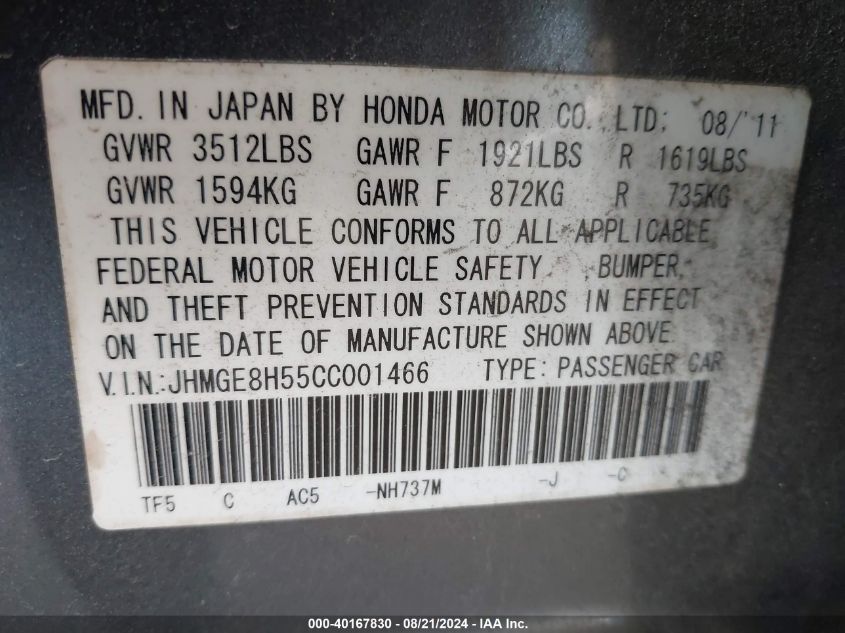 MFD. IN JAPAN BY HONDA MOTOR CO., LTD: 08/'11
GVWR 3512LBS GAWR F 1921LBS R 1619LBS
GVWR 1594KG GAWR F 872KG R 735KG
THIS VEHICLE CONFORMS TO ALL APPLICABLE
FEDERAL MOTOR VEHICLE SAFETY, BUMPER,
AND THEFT PREVENTION STANDARDS IN EFFECT
ON THE DATE OF MANUFACTURE SHOWN ABOVE
V.I.N.:JHMGE8H55CC001466 TYPE: PASSENGER CAR
TF5 C AC5 -NH737M -J -C
000-40167830 - 08/21/2024 - IAA Inc.